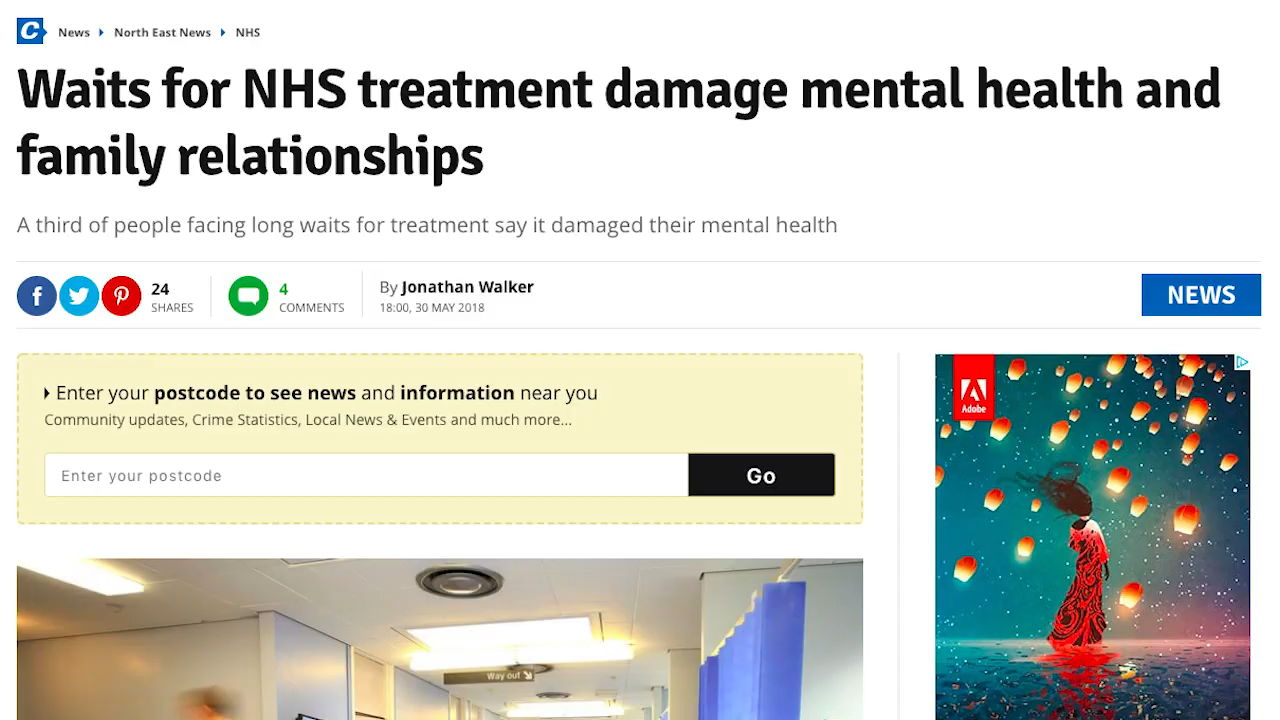 C News North East News NHS
Waits for NHS treatment damage mental health and
family relationships
A third of people facing long waits for treatment say it damaged their mental health
f 24 SHARES
4 COMMENTS
By Jonathan Walker
18:00, 30 MAY 2018
NEWS
Enter your postcode to see news and information near you
Community updates, Crime Statistics, Local News & Events and much more...
Enter your postcode
Go
Adobe
Way out